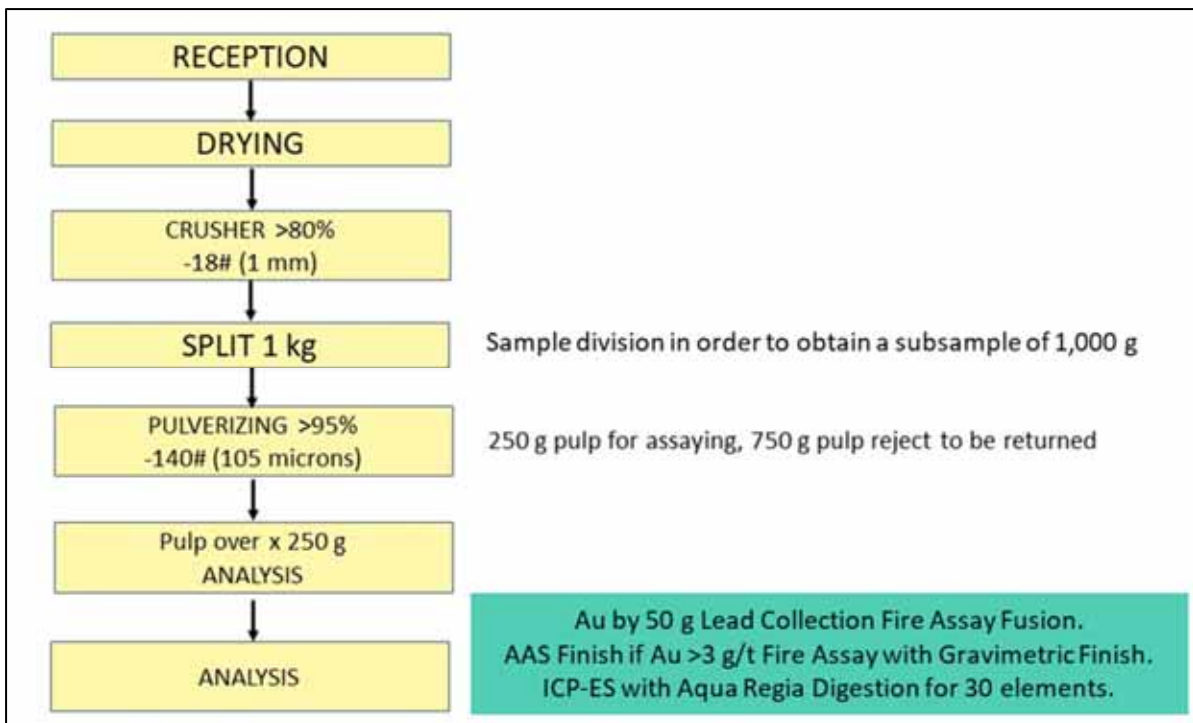 RECEPTION
DRYING
CRUSHER >80%
-18# (1 mm)
SPLIT 1 kg
Sample division in order to obtain a subsample of 1,000 g
PULVERIZING >95%
-140# (105 microns)
250 g pulp for assaying, 750 g pulp reject to be returned
Pulp over x 250 g
ANALYSIS
Au by 50 g Lead Collection Fire Assay Fusion.
AAS Finish if Au >3 g/t Fire Assay with Gravimetric Finish.
ICP-ES with Aqua Regia Digestion for 30 elements.
ANALYSIS